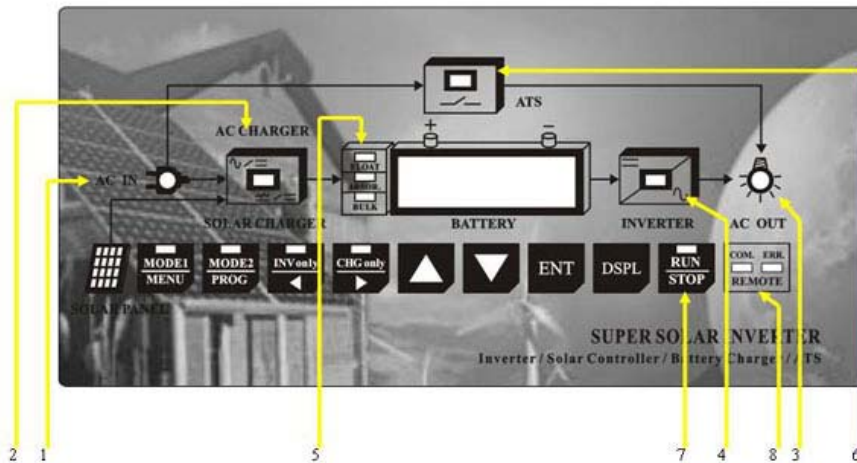 ATS
AC CHARGER
+ −
AC IN
FLOAT
BULK
SOLAR CHARGER
BATTERY
INVERTER
AC OUT
MODE1
MENU
MODE2
PROG
INVonly
CHGonly
ENT
DSPL
RUN
STOP
COM. ERR.
REMOTE
SOLAR PANEL
SUPER SOLAR INVERTER
Inverter / Solar Controller / Battery Charger / ATS
2 1 5 7 4 8 3 6